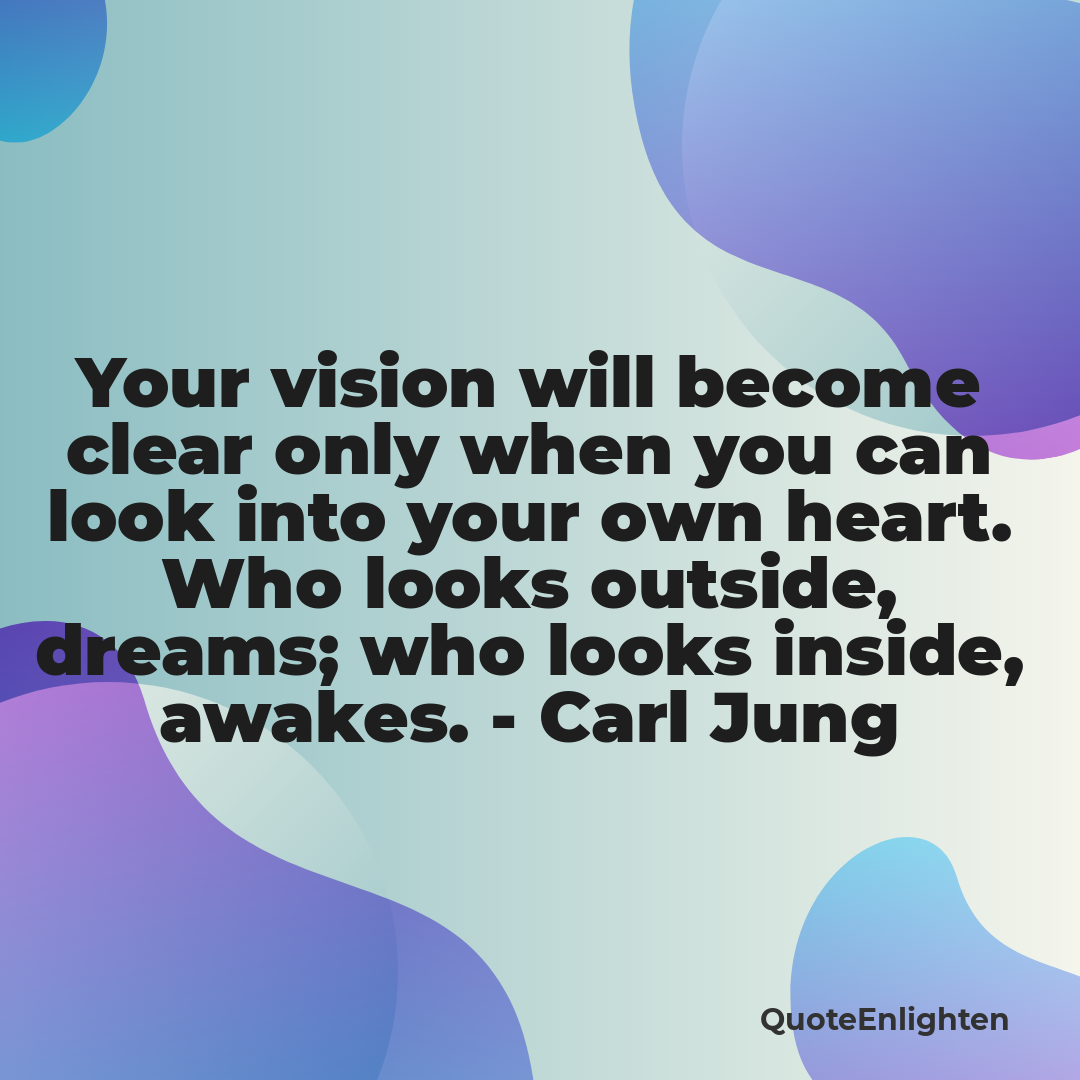 Your vision will become
clear only when you can
look into your own heart.
Who looks outside,
dreams; who looks inside,
awakes. - Carl Jung
QuoteEnlighten